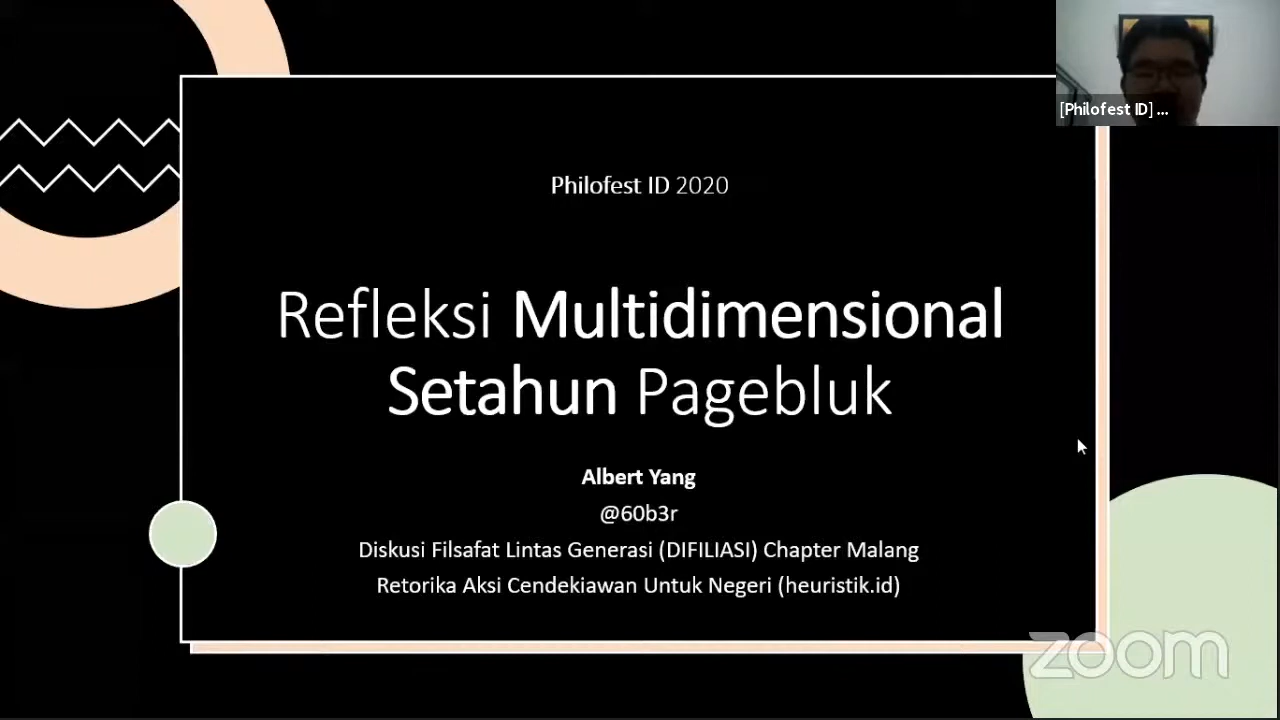 [Philofest ID] ...
Philofest ID 2020
Refleksi Multidimensional
Setahun Pagebluk
Albert Yang
@60b3r
Diskusi Filsafat Lintas Generasi (DIFILIASI) Chapter Malang
Retorika Aksi Cendekiawan Untuk Negeri (heuristik.id)
zoom